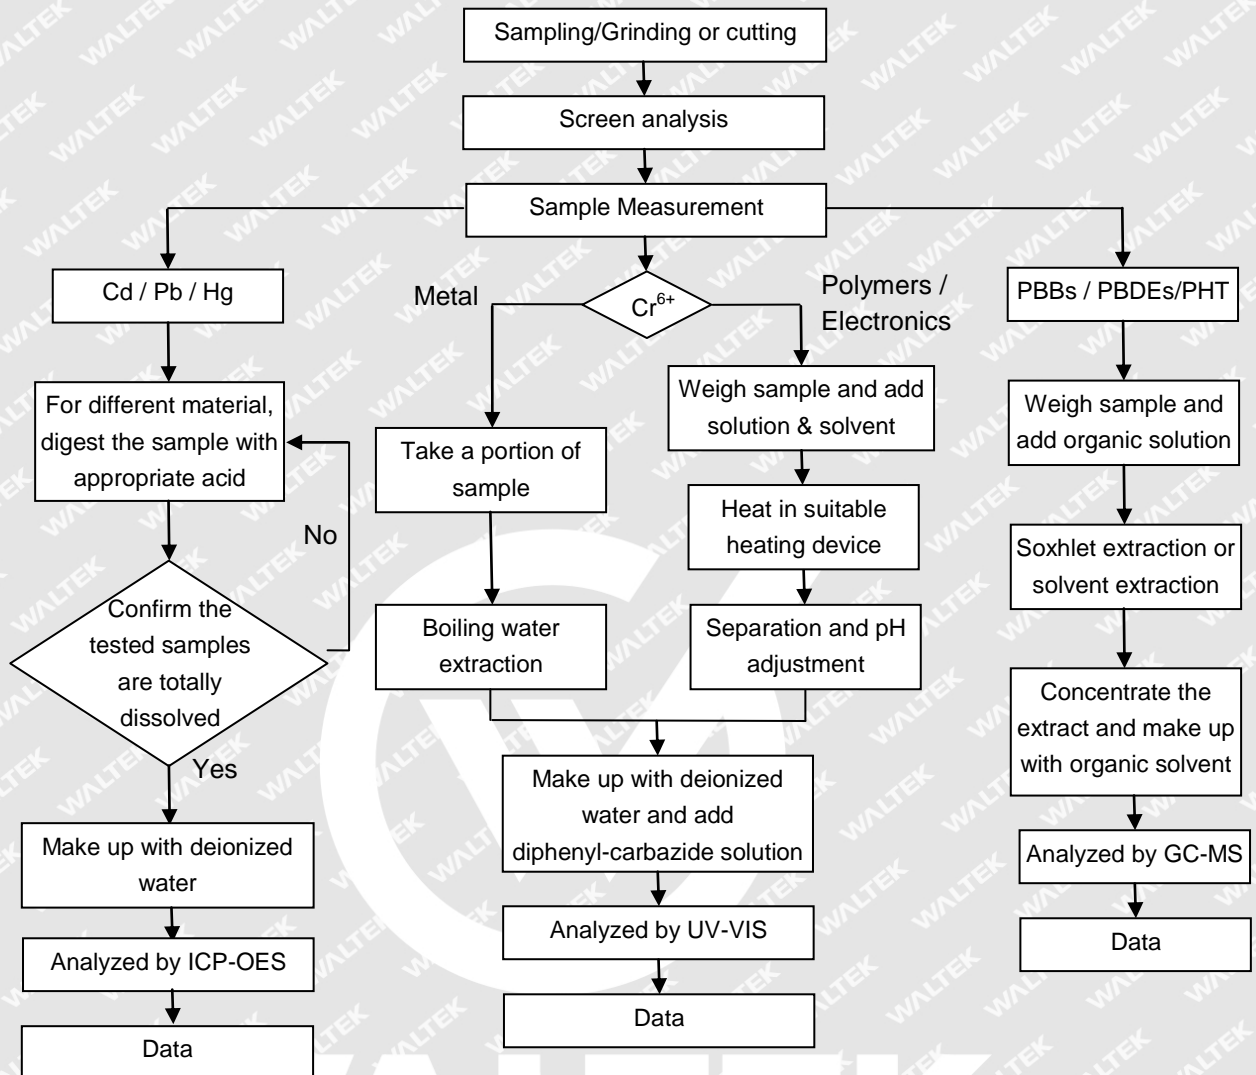 Sampling/Grinding or cutting
Screen analysis
Sample Measurement
Cd / Pb / Hg
For different material,
digest the sample with
appropriate acid
No
Confirm the
tested samples
are totally
dissolved
Yes
Make up with deionized
water
Analyzed by ICP-OES
Data
Cr6+
Metal
Take a portion of
sample
Boiling water
extraction
Polymers /
Electronics
Weigh sample and add
solution & solvent
Heat in suitable
heating device
Separation and pH
adjustment
Make up with deionized
water and add
diphenyl-carbazide solution
Analyzed by UV-VIS
Data
PBBs / PBDEs/PHT
Weigh sample and
add organic solution
Soxhlet extraction or
solvent extraction
Concentrate the
extract and make up
with organic solvent
Analyzed by GC-MS
Data
WALTEK